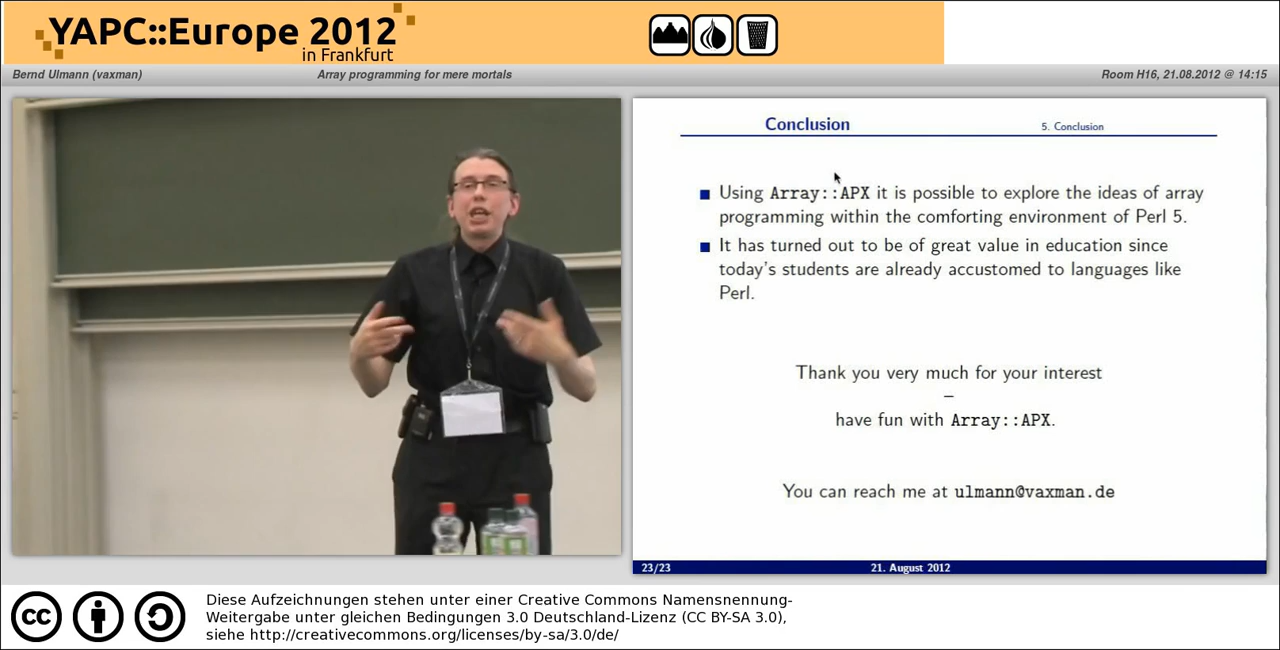 YAPC::Europe 2012
in Frankfurt
Bernd Ulmann (vaxman) Array programming for mere mortals Room H16, 21.08.2012 @ 14:15
Conclusion 5. Conclusion
Using Array::APX it is possible to explore the ideas of array
programming within the comforting environment of Perl 5.
It has turned out to be of great value in education since
today's students are already accustomed to languages like
Perl.
Thank you very much for your interest
–
have fun with Array::APX.
You can reach me at ulmann@vaxman.de
23/23 21. August 2012
cc
Diese Aufzeichnungen stehen unter einer Creative Commons Namensnennung-
Weitergabe unter gleichen Bedingungen 3.0 Deutschland-Lizenz (CC BY-SA 3.0),
siehe http://creativecommons.org/licenses/by-sa/3.0/de/